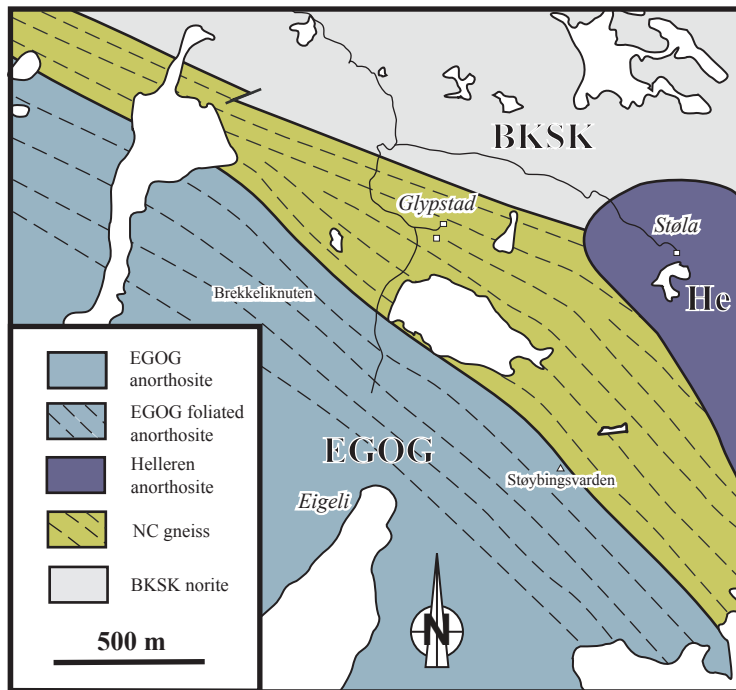 BKSK
Glypstad
Støla
He
Brekkeliknuten
EGOG
Støybingsvarden
Eigeli
N
EGOG
anorthosite
EGOG foliated
anorthosite
Helleren
anorthosite
NC gneiss
BKSK norite
500 m